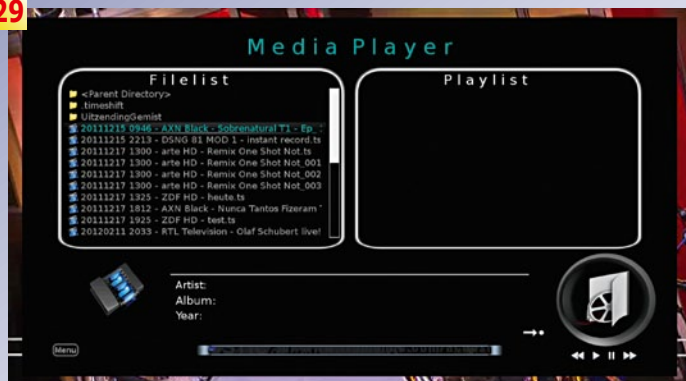 29
Media Player
Filelist
<Parent Directory>
.timeshift
UitzendingGemist
20111215 0946 - AXN Black - Sobrenatural T1 - Ep_
20111215 2213 - DSNG 81 MOD 1 - instant record.ts
20111217 1300 - arte HD - Remix One Shot Not.ts
20111217 1300 - arte HD - Remix One Shot Not_001
20111217 1300 - arte HD - Remix One Shot Not_002
20111217 1300 - arte HD - Remix One Shot Not_003
20111217 1325 - ZDF HD - heute.ts
20111217 1812 - AXN Black - Nunca Tantos Fizeram
20111217 1925 - ZDF HD - test.ts
20120211 2033 - RTL Television - Olaf Schubert live!
Playlist
Artist:
Album:
Year:
Menu